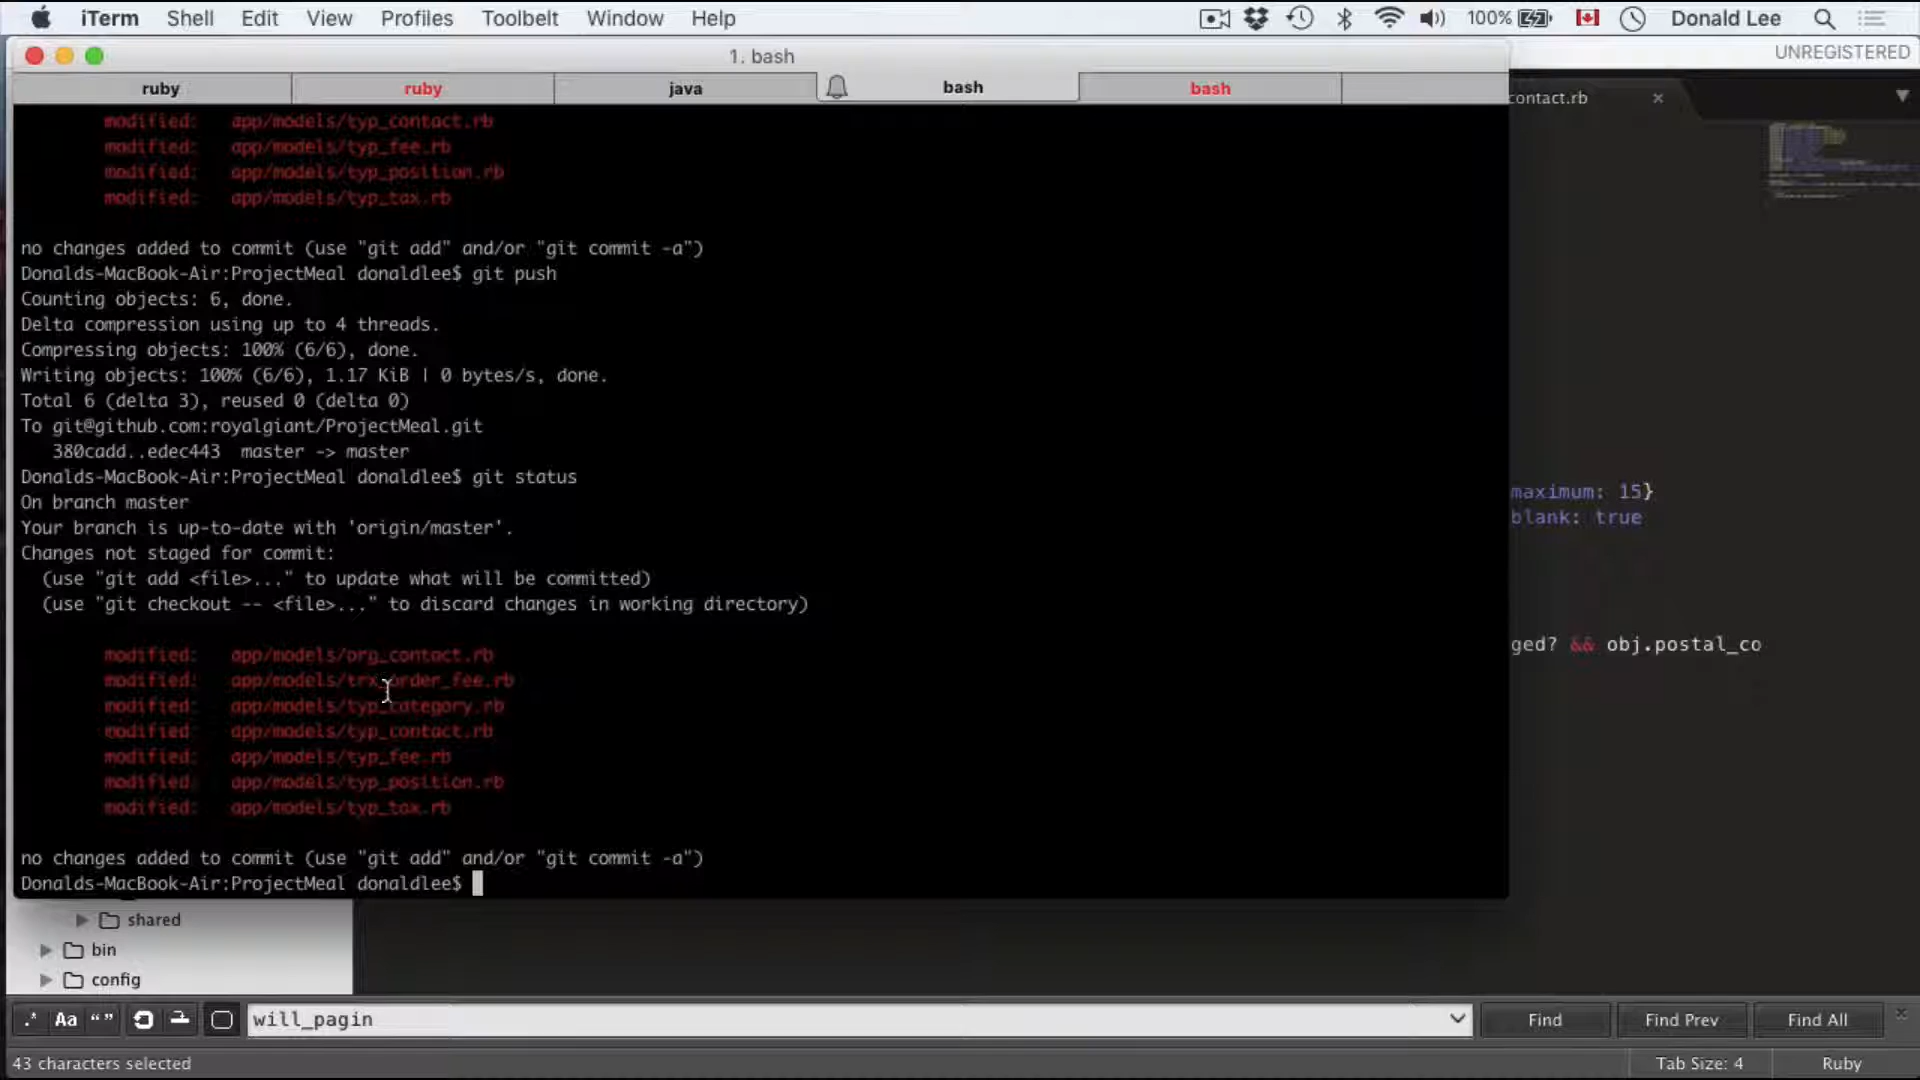 iTerm Shell Edit View Profiles Toolbelt Window Help 100% Donald Lee
1. bash
UNREGISTERED
ruby ruby java bash bash
contact.rb
modified: app/models/typ_contact.rb
modified: app/models/typ_fee.rb
modified: app/models/typ_position.rb
modified: app/models/typ_tax.rb
no changes added to commit (use "git add" and/or "git commit -a")
Donalds-MacBook-Air:ProjectMeal donaldlee$ git push
Counting objects: 6, done.
Delta compression using up to 4 threads.
Compressing objects: 100% (6/6), done.
Writing objects: 100% (6/6), 1.17 KiB | 0 bytes/s, done.
Total 6 (delta 3), reused 0 (delta 0)
To git@github.com:royalgiant/ProjectMeal.git
380cadd..edec443 master -> master
Donalds-MacBook-Air:ProjectMeal donaldlee$ git status
On branch master
Your branch is up-to-date with 'origin/master'.
Changes not staged for commit:
(use "git add <file>..." to update what will be committed)
(use "git checkout -- <file>..." to discard changes in working directory)
modified: app/models/org_contact.rb
modified: app/models/trx_order_fee.rb
modified: app/models/typ_category.rb
modified: app/models/typ_contact.rb
modified: app/models/typ_fee.rb
modified: app/models/typ_position.rb
modified: app/models/typ_tax.rb
no changes added to commit (use "git add" and/or "git commit -a")
Donalds-MacBook-Air:ProjectMeal donaldlee$
maximum: 15}
blank: true
ged? && obj.postal_co
shared
bin
config
.* Aa “ ” will_pagin Find Find Prev Find All
43 characters selected Tab Size: 4 Ruby